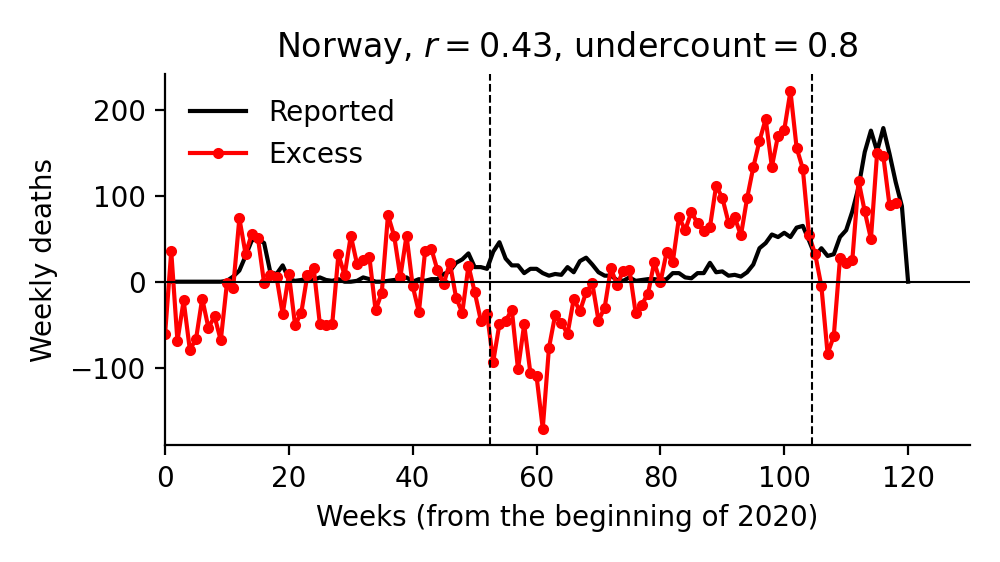 Norway, r = 0.43, undercount = 0.8
Reported
Excess
200
100
0
−100
Weekly deaths
0 20 40 60 80 100 120
Weeks (from the beginning of 2020)